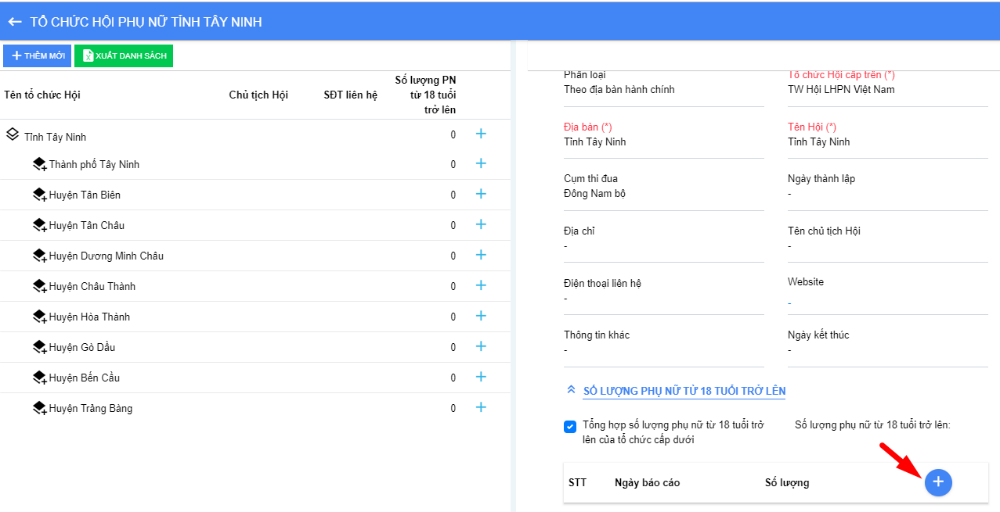 TỔ CHỨC HỘI PHỤ NỮ TỈNH TÂY NINH
THÊM MỚI
XUẤT DANH SÁCH
Tên tổ chức Hội
Chủ tịch Hội
SĐT liên hệ
Số lượng PN
từ 18 tuổi
trở lên
Tỉnh Tây Ninh
0
Thành phố Tây Ninh
0
Huyện Tân Biên
0
Huyện Tân Châu
0
Huyện Dương Minh Châu
0
Huyện Châu Thành
0
Huyện Hòa Thành
0
Huyện Gò Dầu
0
Huyện Bến Cầu
0
Huyện Trảng Bàng
0
Phân loại
Theo địa bàn hành chính
Tổ chức Hội cấp trên (*)
TW Hội LHPN Việt Nam
Địa bàn (*)
Tỉnh Tây Ninh
Tên Hội (*)
Tỉnh Tây Ninh
Cụm thi đua
Đông Nam bộ
Ngày thành lập
-
Địa chỉ
-
Tên chủ tịch Hội
-
Điện thoại liên hệ
-
Website
-
Thông tin khác
-
Ngày kết thúc
-
SỐ LƯỢNG PHỤ NỮ TỪ 18 TUỔI TRỞ LÊN
Tổng hợp số lượng phụ nữ từ 18 tuổi trở
lên của tổ chức cấp dưới
Số lượng phụ nữ từ 18 tuổi trở lên:
STT
Ngày báo cáo
Số lượng